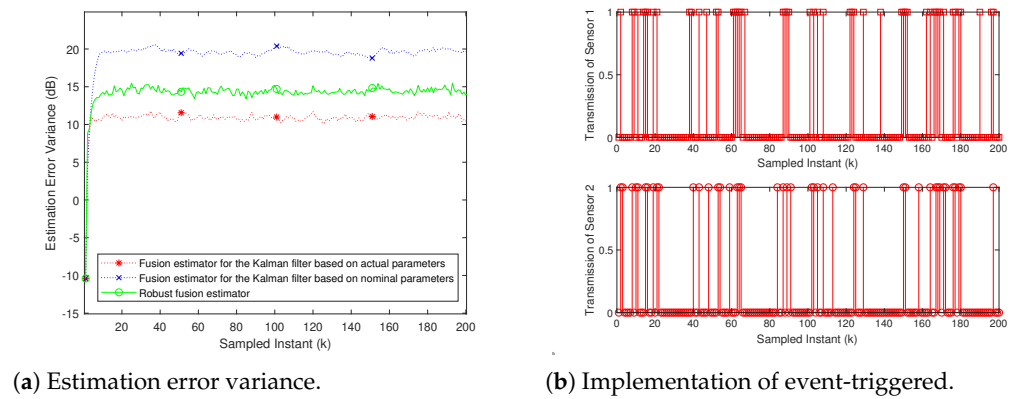 Estimation Error Variance (dB)
20
15
10
5
0
-5
-10
-15
Fusion estimator for the Kalman filter based on actual parameters
Fusion estimator for the Kalman filter based on nominal parameters
Robust fusion estimator
20 40 60 80 100 120 140 160 180 200
Sampled Instant (k)
(a) Estimation error variance.
Transmission of Sensor 1
1
0.5
0
0 20 40 60 80 100 120 140 160 180 200
Sampled Instant (k)
Transmission of Sensor 2
1
0.5
0
0 20 40 60 80 100 120 140 160 180 200
Sampled Instant (k)
(b) Implementation of event-triggered.